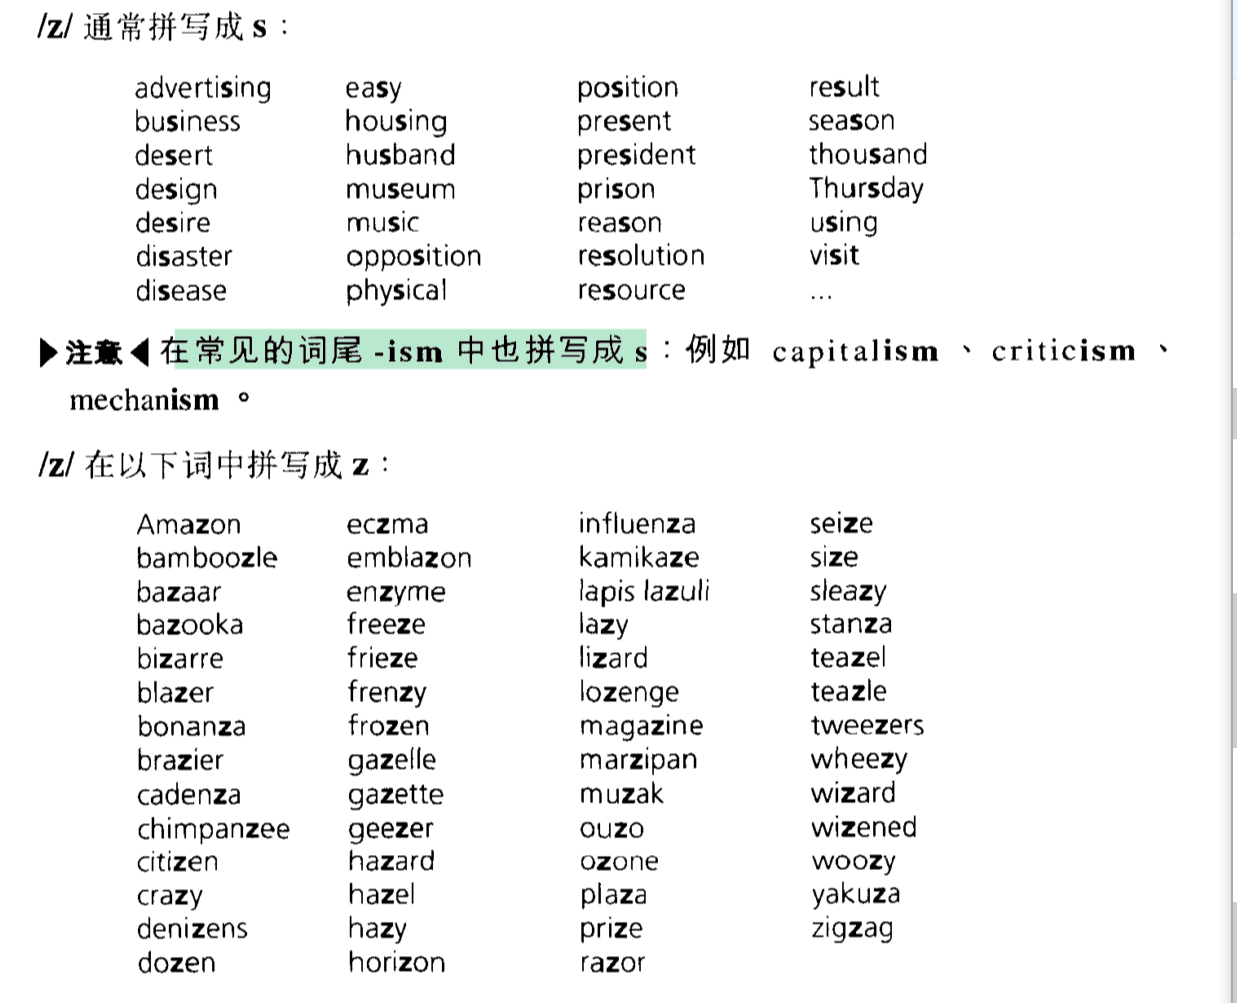 /z/ 通常拼写成 s：
advertising easy position result
business housing present season
desert husband president thousand
design museum prison Thursday
desire music reason using
disaster opposition resolution visit
disease physical resource …
▶注意◀ 在常见的词尾 -ism 中也拼写成 s：例如 capitalism、criticism、
mechanism。
/z/ 在以下词中拼写成 z：
Amazon eczma influenza seize
bamboozle emblazon kamikaze size
bazaar enzyme lapis lazuli sleazy
bazooka freeze lazy stanza
bizarre frieze lizard teazel
blazer frenzy lozenge teazle
bonanza frozen magazine tweezers
brazier gazelle marzipan wheezy
cadenza gazette muzak wizard
chimpanzee geezer ouzo wizened
citizen hazard ozone woozy
crazy hazel plaza yakuza
denizens hazy prize zigzag
dozen horizon razor